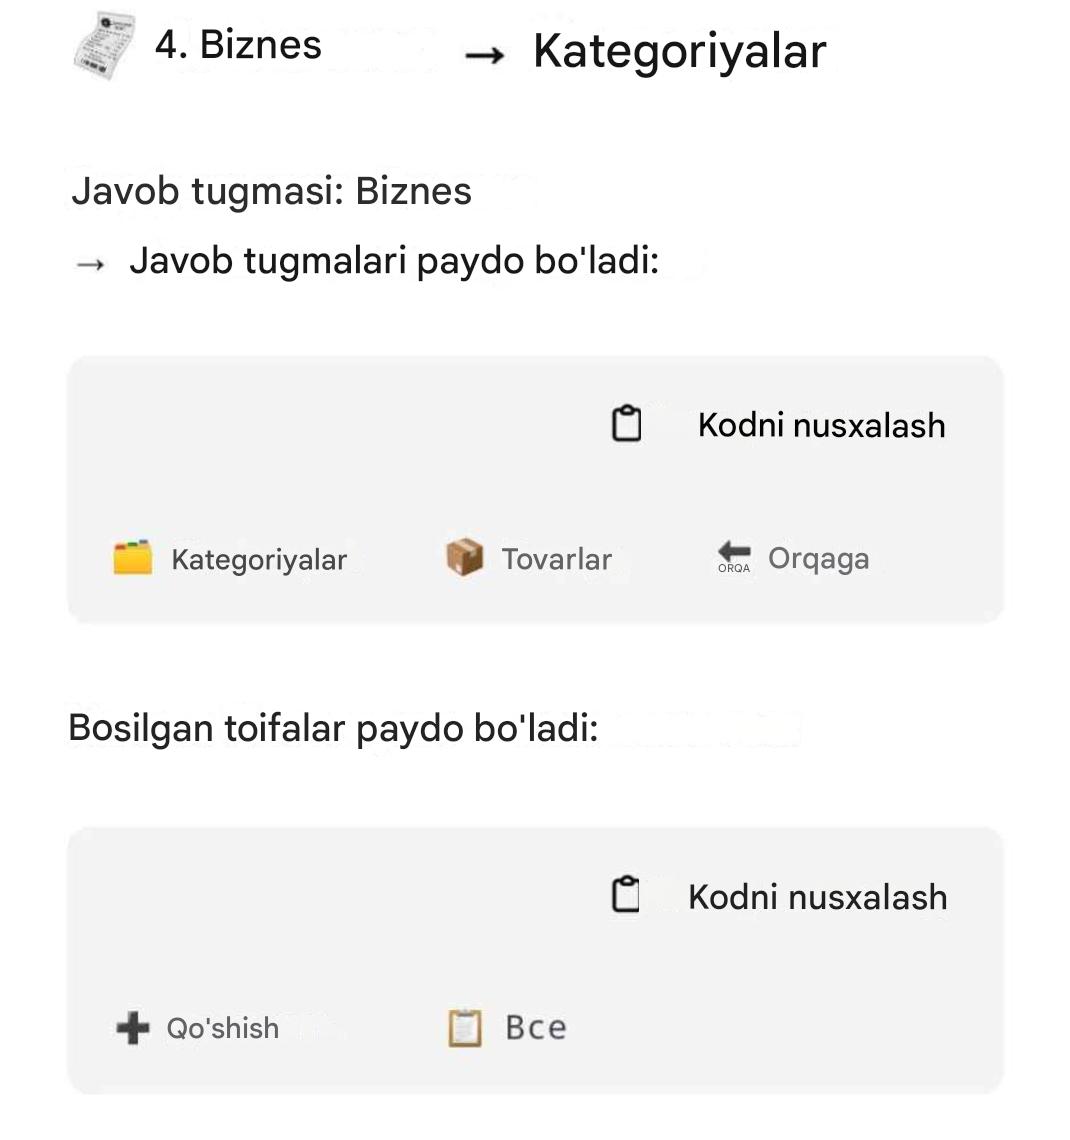 4. Biznes → Kategoriyalar
Javob tugmasi: Biznes
→ Javob tugmalari paydo bo'ladi:
Kodni nusxalash
Kategoriyalar Tovarlar ORQA Orqaga
Bosilgan toifalar paydo bo'ladi:
Kodni nusxalash
Qo'shish Все